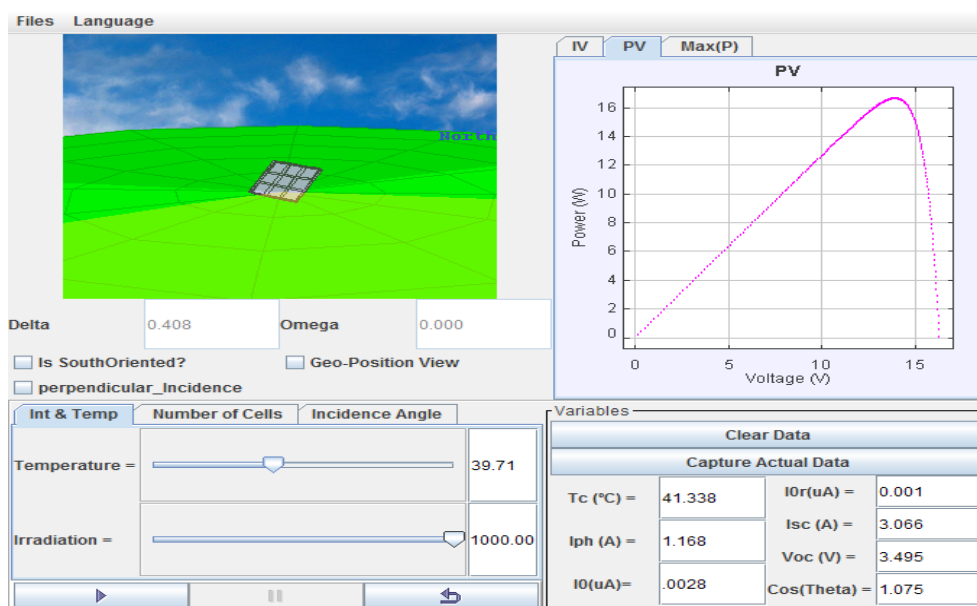 Files Language
North
Delta 0.408 Omega 0.000
Is SouthOriented? Geo-Position View
perpendicular_Incidence
IV PV Max(P)
PV
Power (W)
16
14
12
10
8
6
4
2
0
0 5 10 15
Voltage (V)
Int & Temp Number of Cells Incidence Angle
Temperature = 39.71
Irradiation = 1000.00
Variables
Clear Data
Capture Actual Data
Tc (ºC) = 41.338 I0r(uA) = 0.001
Iph (A) = 1.168 Isc (A) = 3.066
Voc (V) = 3.495
I0(uA)= .0028 Cos(Theta) = 1.075